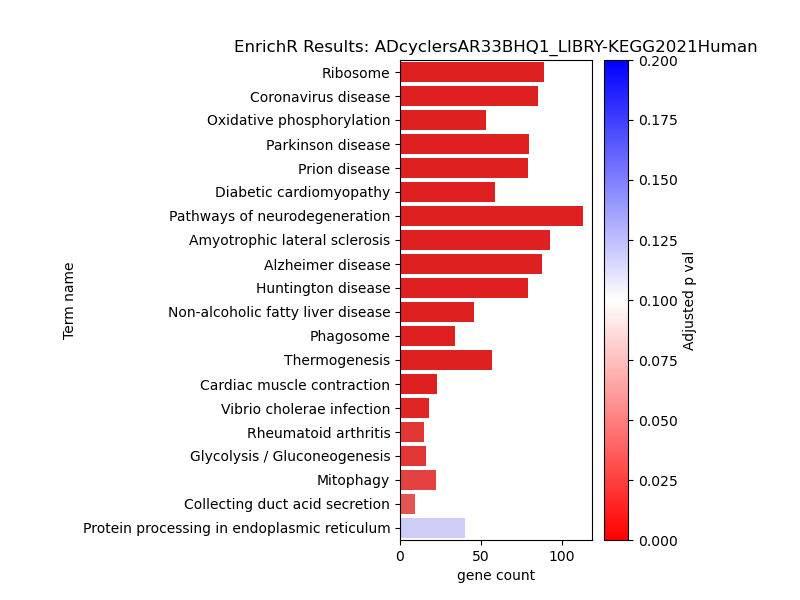 EnrichR Results: ADcyclersAR33BHQ1_LIBRY-KEGG2021Human
Term name
Ribosome
Coronavirus disease
Oxidative phosphorylation
Parkinson disease
Prion disease
Diabetic cardiomyopathy
Pathways of neurodegeneration
Amyotrophic lateral sclerosis
Alzheimer disease
Huntington disease
Non-alcoholic fatty liver disease
Phagosome
Thermogenesis
Cardiac muscle contraction
Vibrio cholerae infection
Rheumatoid arthritis
Glycolysis / Gluconeogenesis
Mitophagy
Collecting duct acid secretion
Protein processing in endoplasmic reticulum
0 50 100
gene count
0.200
0.175
0.150
0.125
0.100
0.075
0.050
0.025
0.000
Adjusted p val